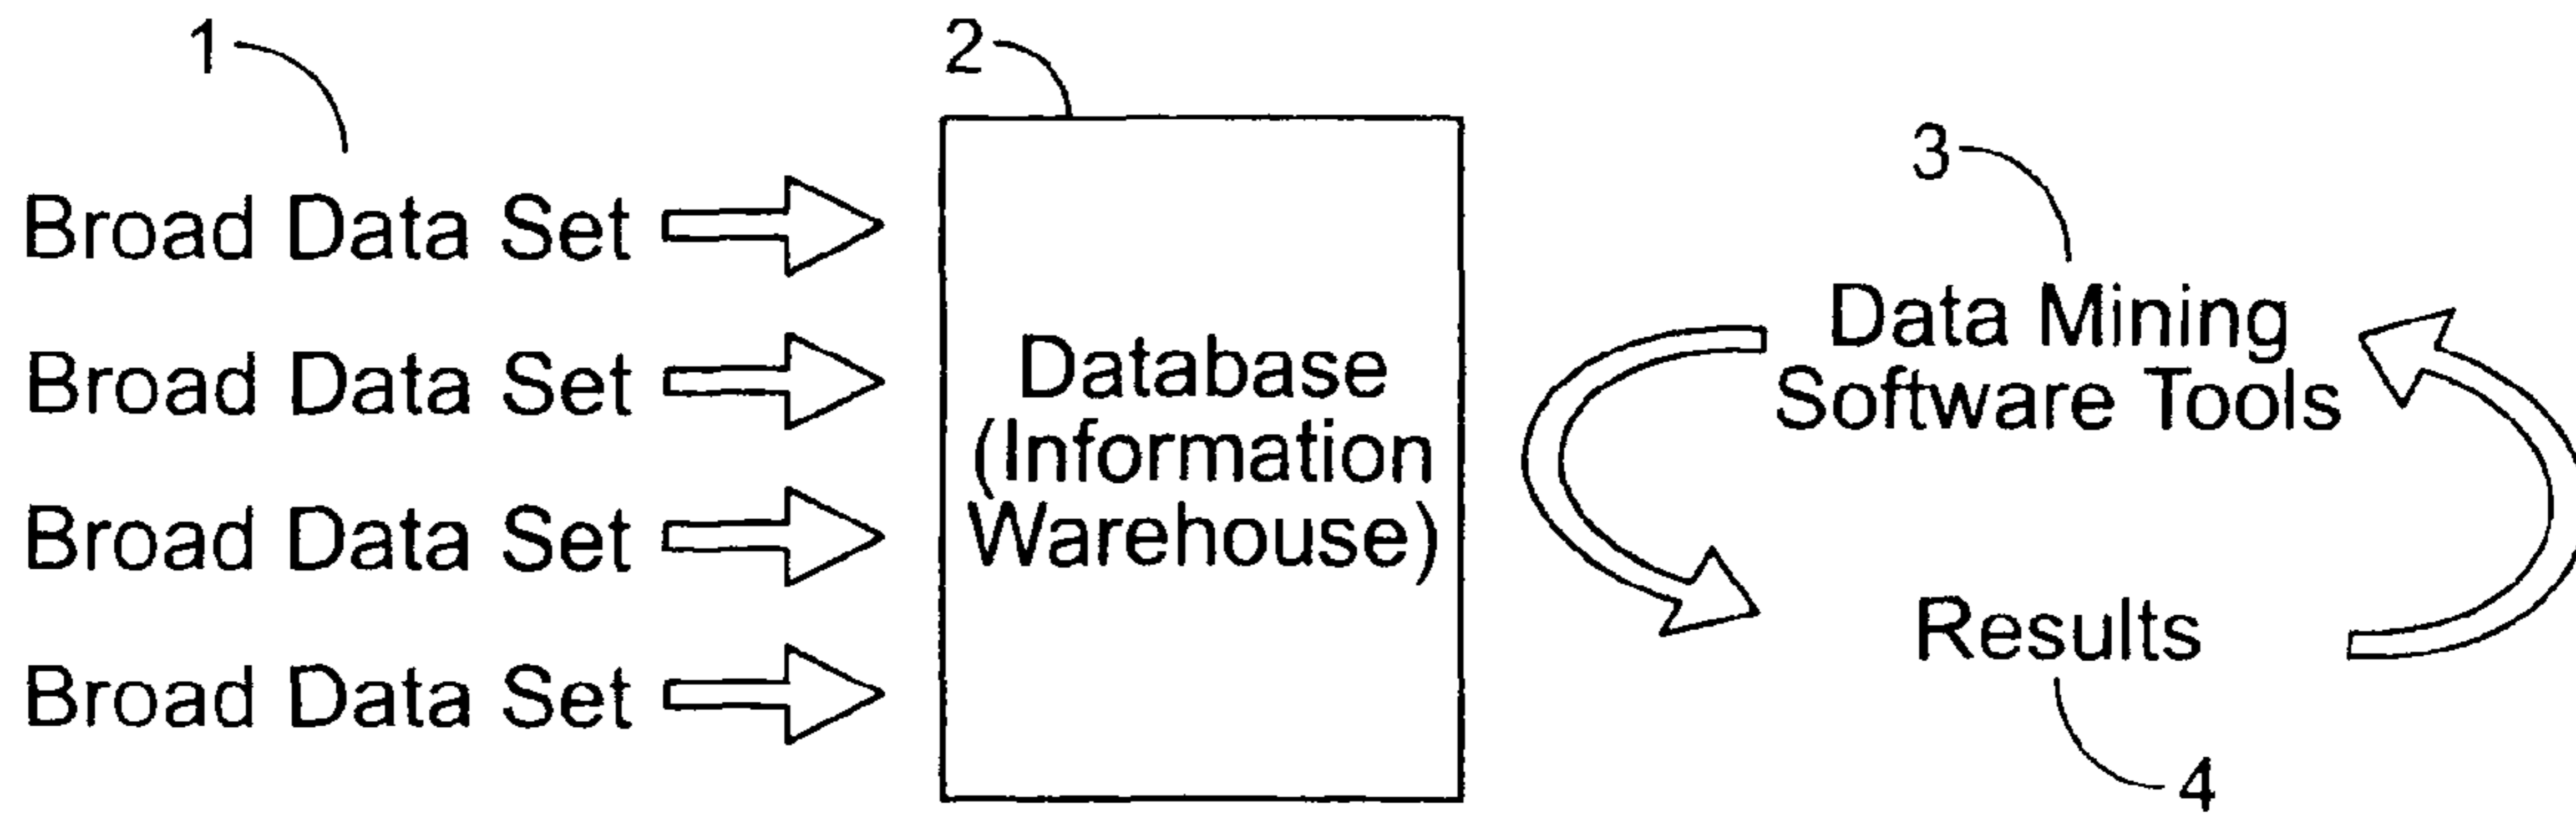 1
Broad Data Set
Broad Data Set
Broad Data Set
Broad Data Set
2
Database
(Information
Warehouse)
3
Data Mining
Software Tools
Results
4